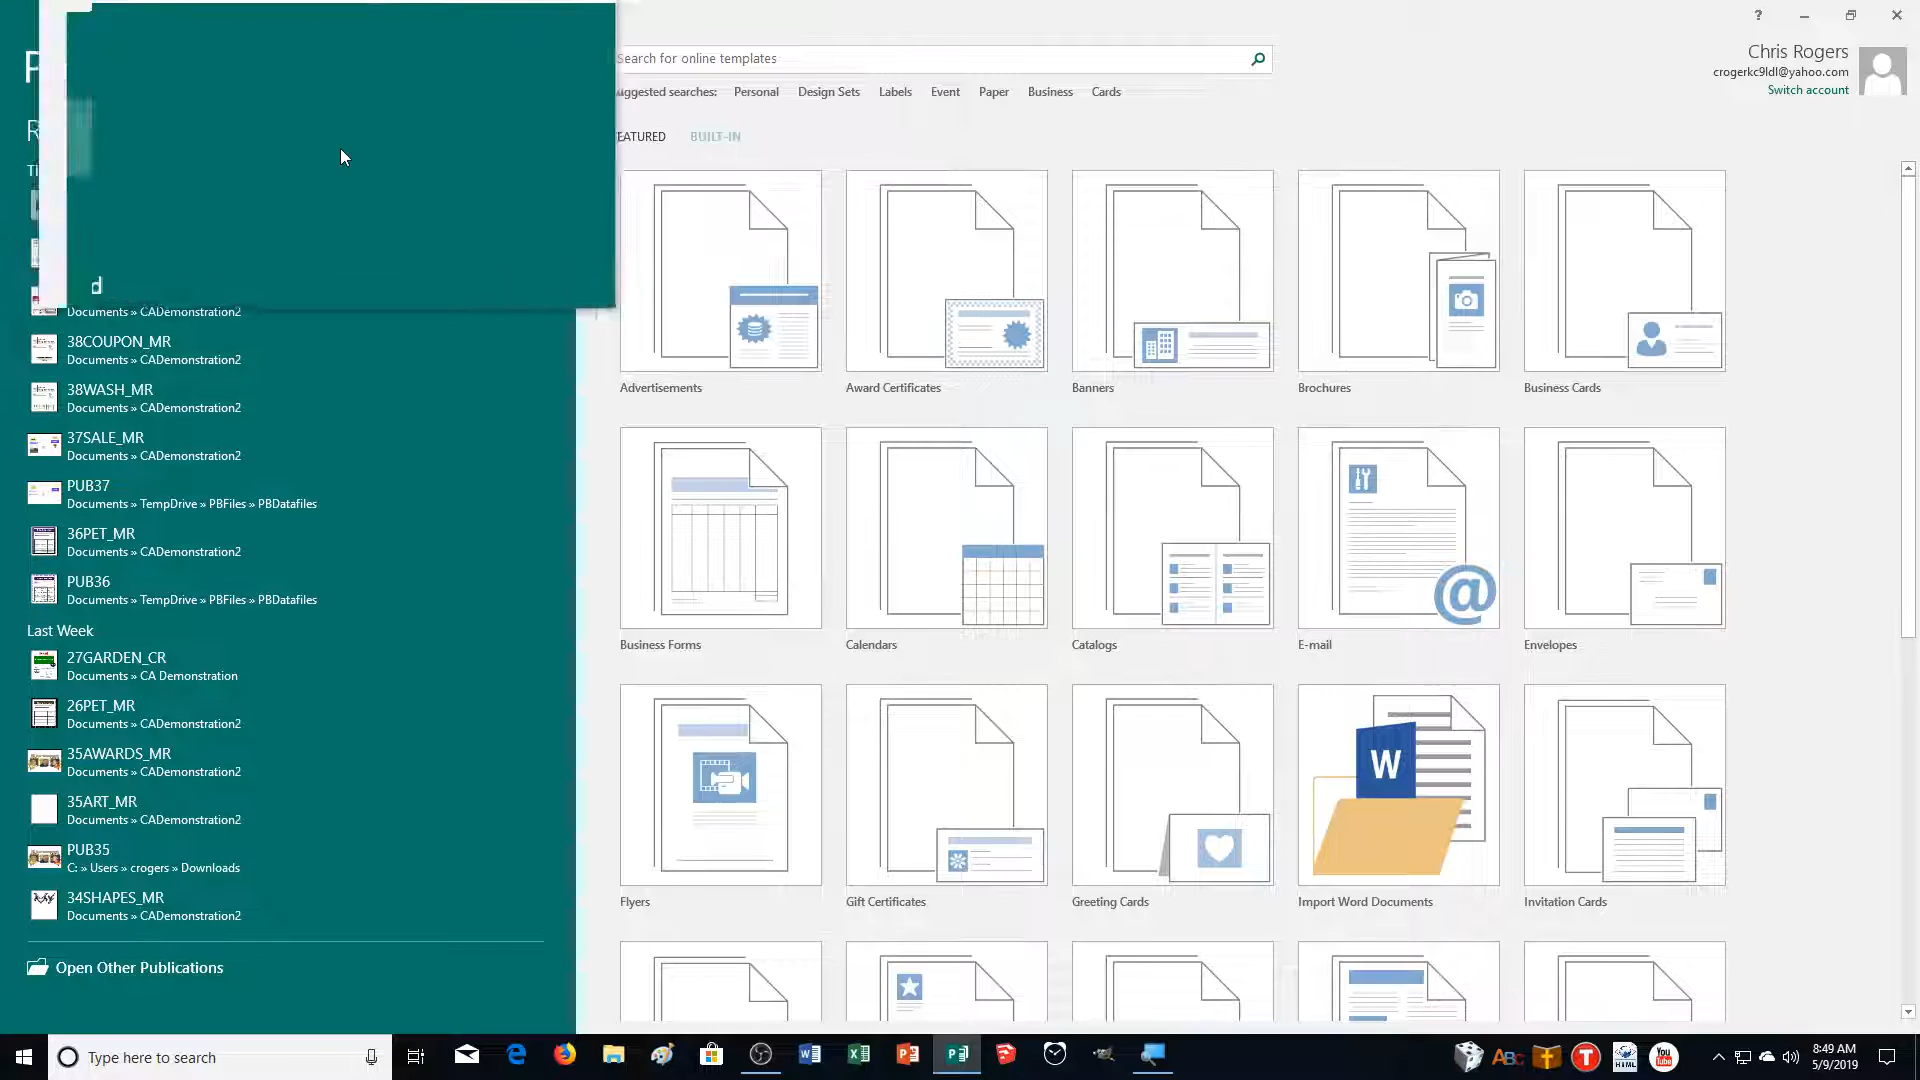 P
Search for online templates
Chris Rogers
crogerkc9ldl@yahoo.com
Switch account
uggested searches: Personal Design Sets Labels Event Paper Business Cards
R
EATURED BUILT-IN
d
Documents » CADemonstration2
38COUPON_MR
Documents » CADemonstration2
38WASH_MR
Documents » CADemonstration2
37SALE_MR
Documents » CADemonstration2
PUB37
Documents » TempDrive » PBFiles » PBDatafiles
36PET_MR
Documents » CADemonstration2
PUB36
Documents » TempDrive » PBFiles » PBDatafiles
Last Week
27GARDEN_CR
Documents » CA Demonstration
26PET_MR
Documents » CADemonstration2
35AWARDS_MR
Documents » CADemonstration2
35ART_MR
Documents » CADemonstration2
PUB35
C: » Users » crogers » Downloads
34SHAPES_MR
Documents » CADemonstration2
Open Other Publications
Advertisements Award Certificates Banners Brochures Business Cards
Business Forms Calendars Catalogs E-mail Envelopes
Flyers Gift Certificates Greeting Cards Import Word Documents Invitation Cards
Type here to search
8:49 AM
5/9/2019